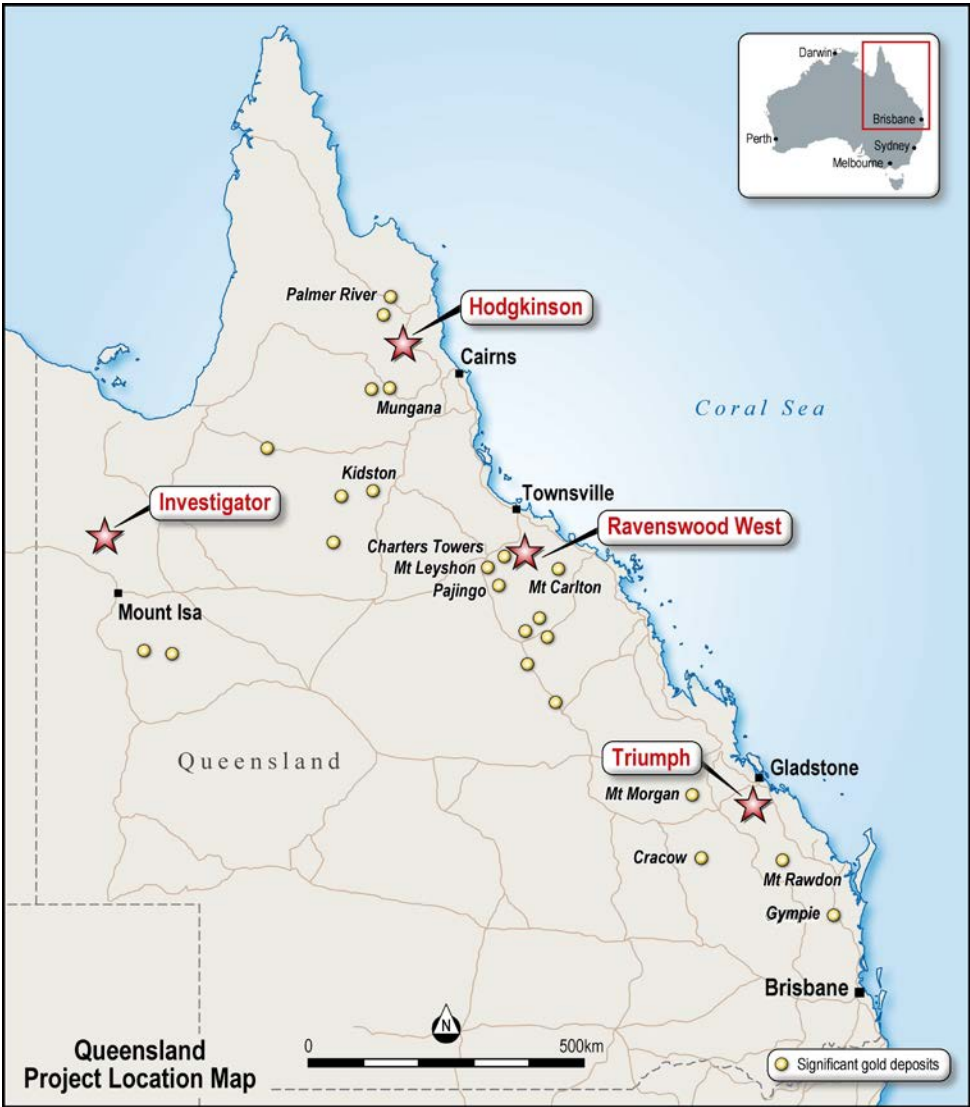 Darwin
Brisbane
Perth
Sydney
Melbourne
Palmer River
Hodgkinson
Cairns
Mungana
Coral Sea
Kidston
Investigator
Townsville
Ravenswood West
Charters Towers
Mt Leyshon
Pajingo
Mt Carlton
Mount Isa
Queensland
Triumph
Gladstone
Mt Morgan
Cracow
Mt Rawdon
Gympie
Brisbane
N
0 500km
Queensland
Project Location Map
Significant gold deposits